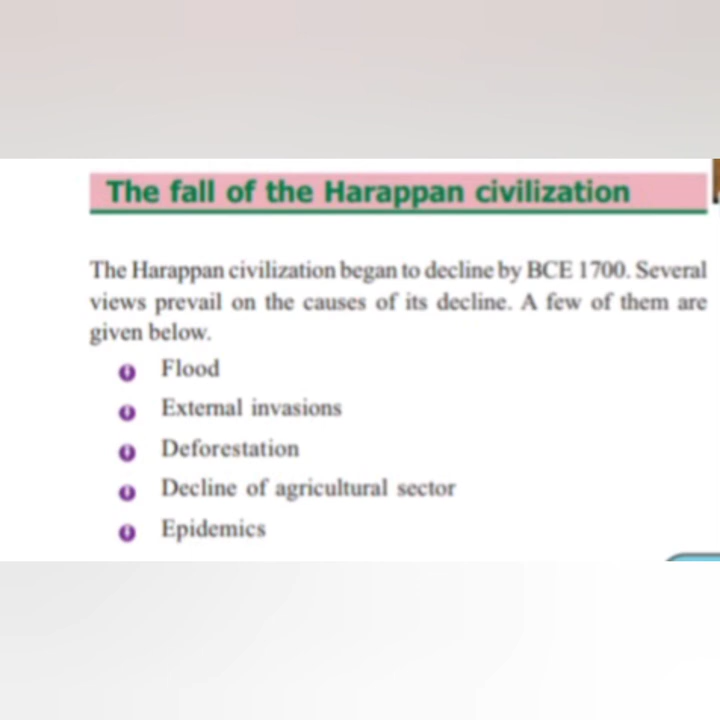 The fall of the Harappan civilization
The Harappan civilization began to decline by BCE 1700. Several
views prevail on the causes of its decline. A few of them are
given below.
Flood
External invasions
Deforestation
Decline of agricultural sector
Epidemics